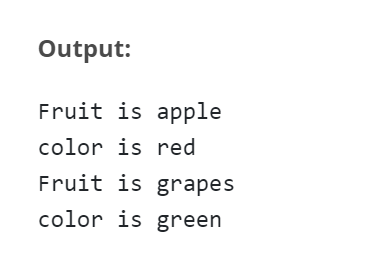 Output:
Fruit is apple
color is red
Fruit is grapes
color is green